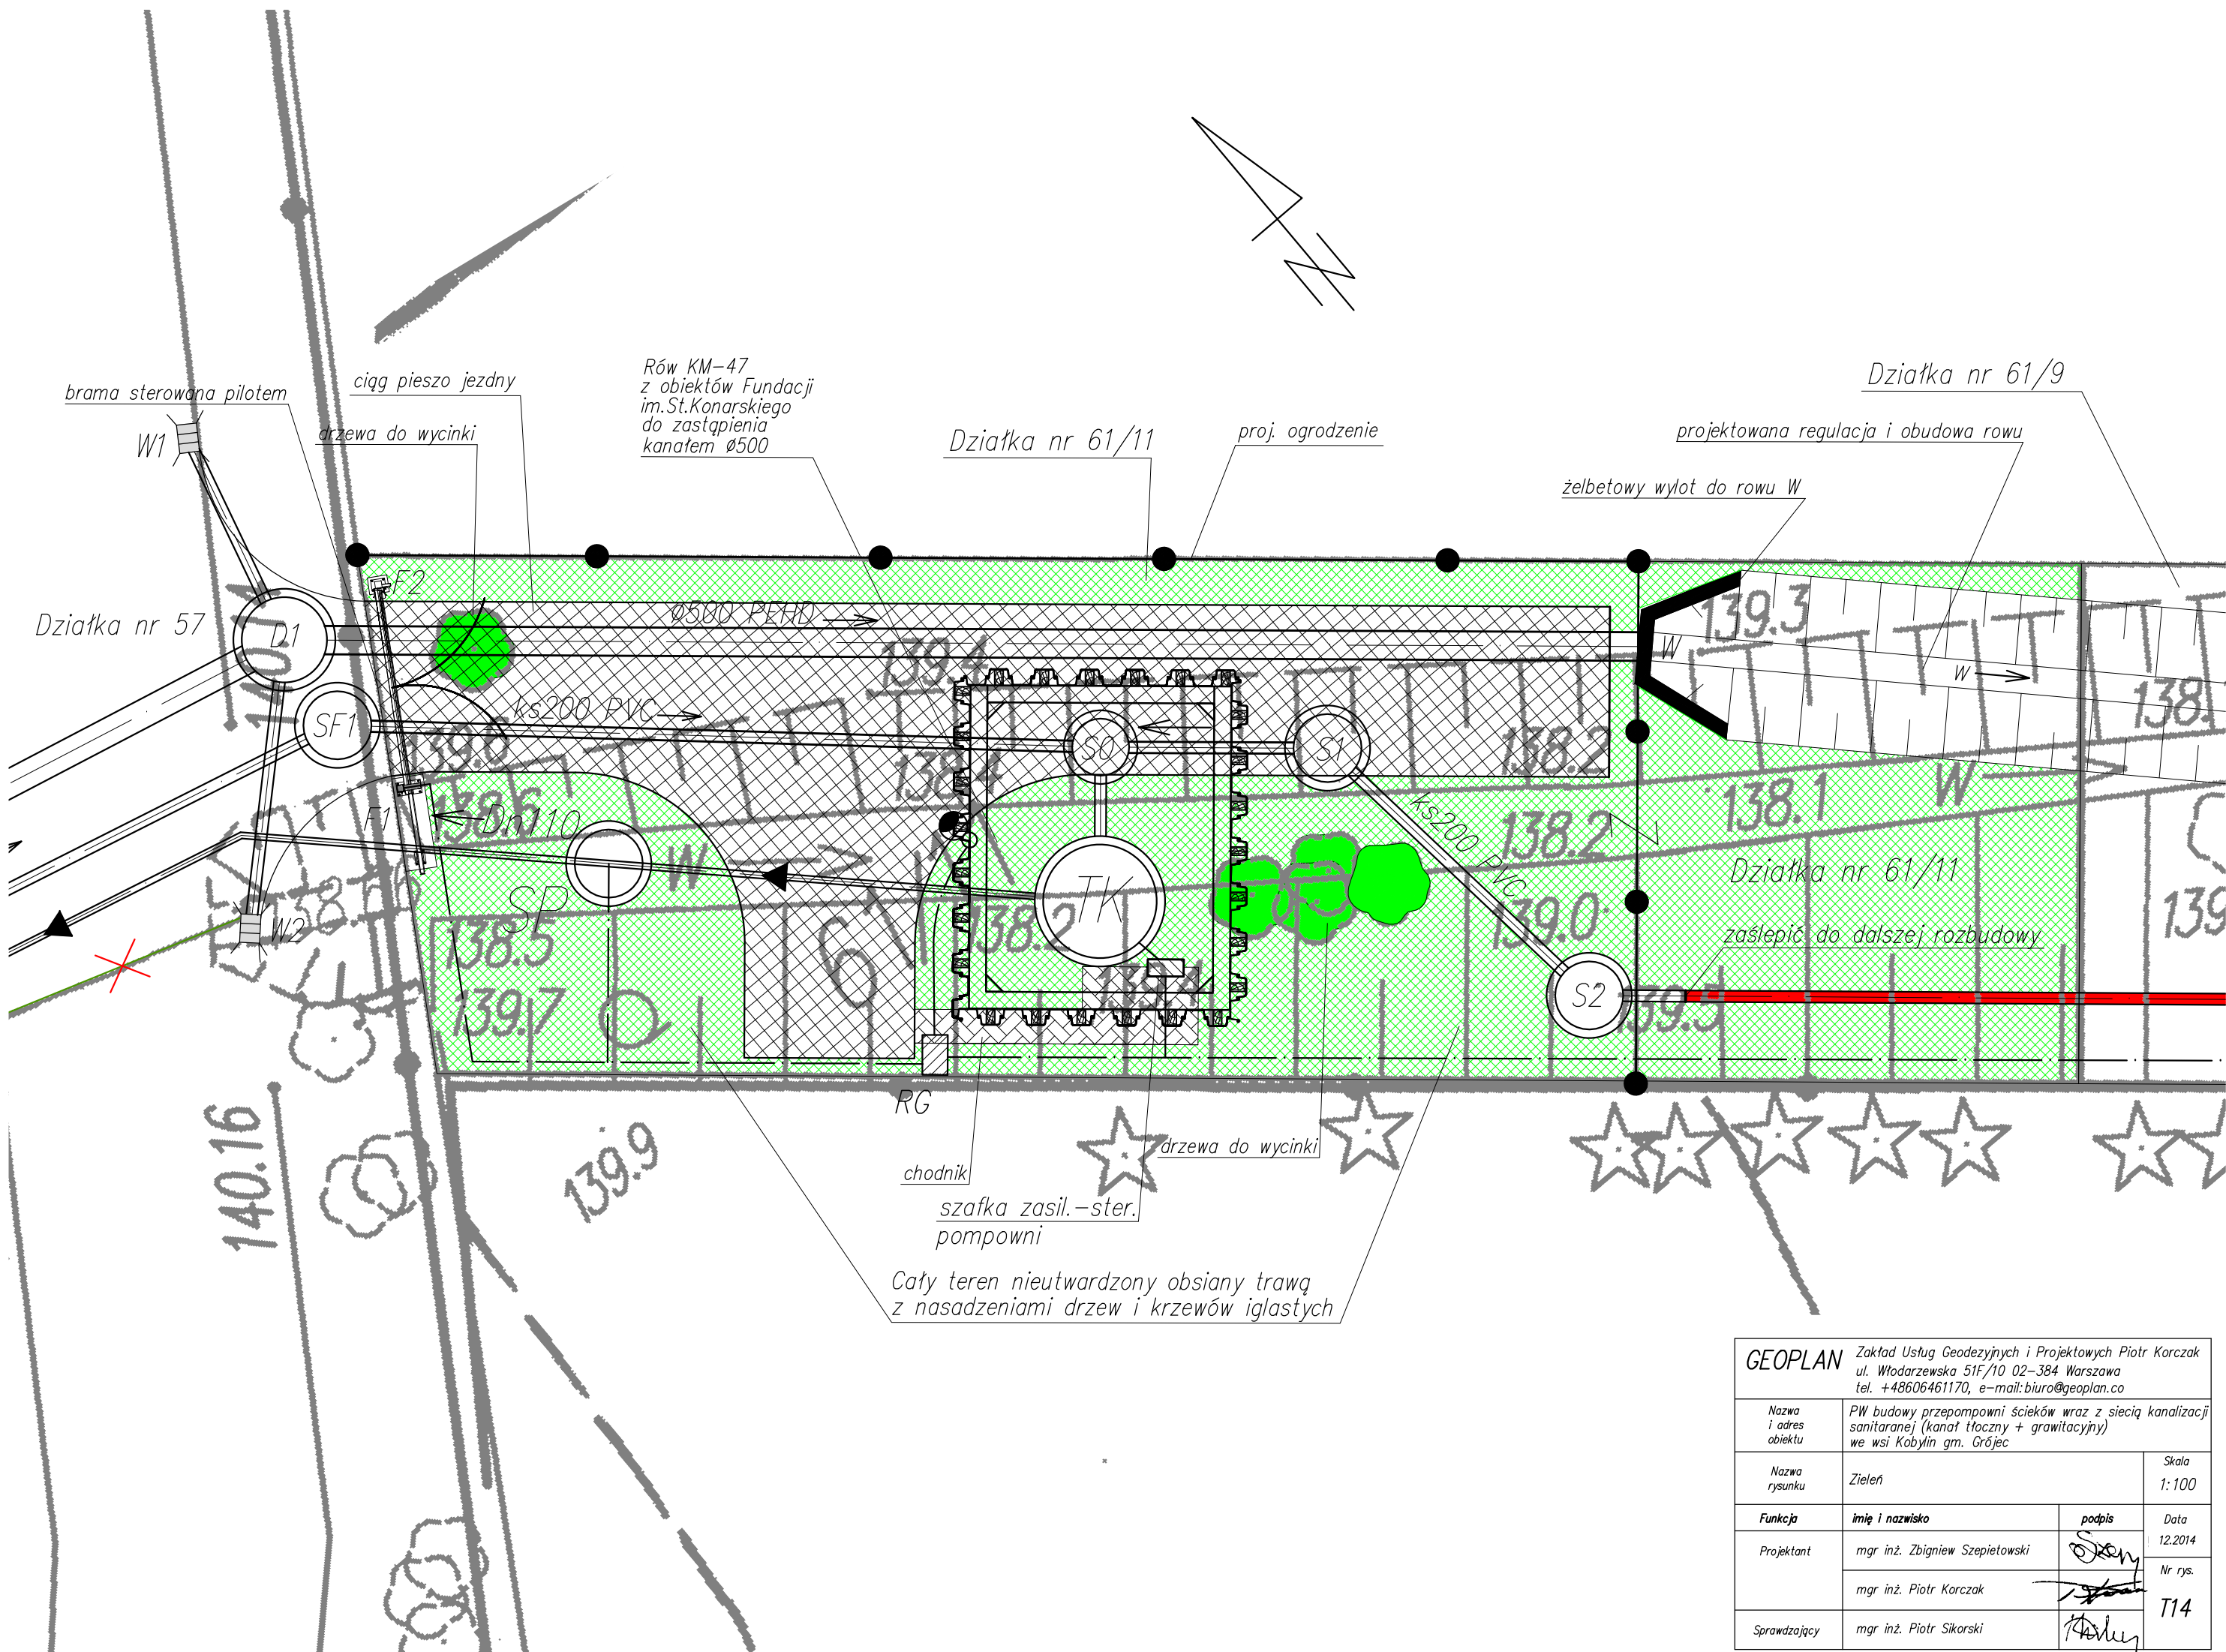 Rów KM-47
z obiektów Fundacji
im.St.Konarskiego
do zastąpienia
kanałem ø500
ciąg pieszo jezdny
brama sterowana pilotem
drzewa do wycinki
W1
Działka nr 61/11
proj. ogrodzenie
Działka nr 61/9
projektowana regulacja i obudowa rowu
żelbetowy wylot do rowu W
F2
Działka nr 57
D1
ø500 PEHD
139.4
139.3
W
W
138.
SF1
ks200 PVC
S0
S1
139.6
138.4
138.2
138.1
W
F1
138.6
Dn110
ks200 PVC
138.2
W
SP
TK
Działka nr 61/11
W2
138.5
138.2
139.0
139
zaślepić do dalszej rozbudowy
139.7
S2
139.5
RG
140.16
139.9
drzewa do wycinki
chodnik
szafka zasil.-ster.
pompowni
Cały teren nieutwardzony obsiany trawą
z nasadzeniami drzew i krzewów iglastych
GEOPLAN
Zakład Usług Geodezyjnych i Projektowych Piotr Korczak
ul. Włodarzewska 51F/10 02-384 Warszawa
tel. +48606461170, e-mail:biuro@geoplan.co
Nazwa
i adres
obiektu
PW budowy przepompowni ścieków wraz z siecią kanalizacji
sanitaranej (kanał tłoczny + grawitacyjny)
we wsi Kobylin gm. Grójec
Nazwa
rysunku
Zieleń
Skala
1:100
Funkcja
imię i nazwisko
podpis
Data
12.2014
Projektant
mgr inż. Zbigniew Szepietowski
mgr inż. Piotr Korczak
Nr rys.
T14
Sprawdzający
mgr inż. Piotr Sikorski